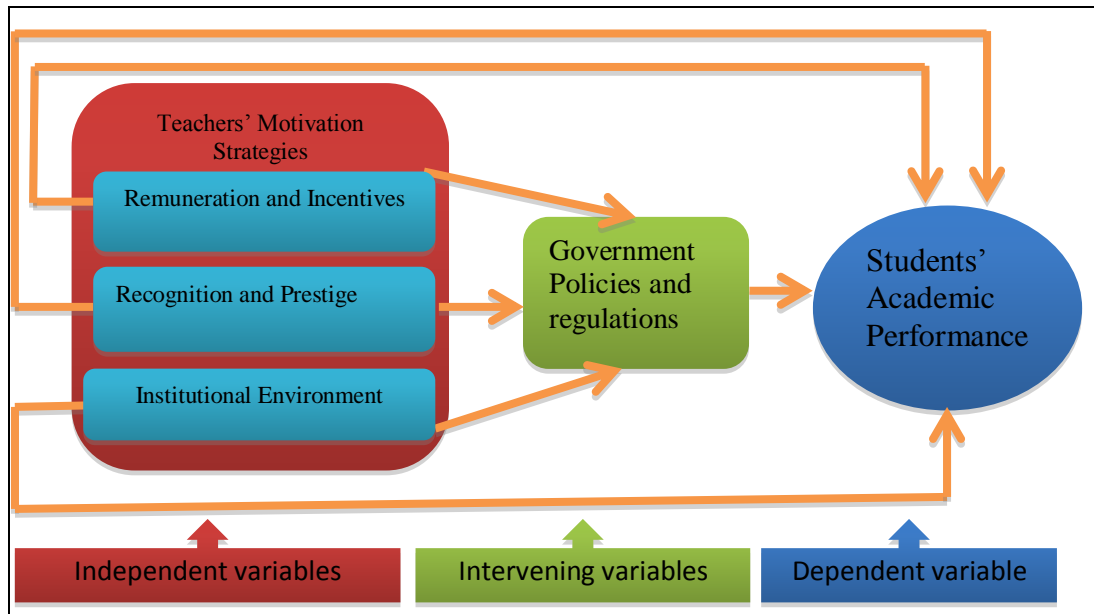 Teachers’ Motivation
Strategies
Remuneration and Incentives
Recognition and Prestige
Institutional Environment
Government
Policies and
regulations
Students’
Academic
Performance
Independent variables
Intervening variables
Dependent variable